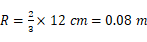 R = 2/3 × 12 cm = 0.08 m